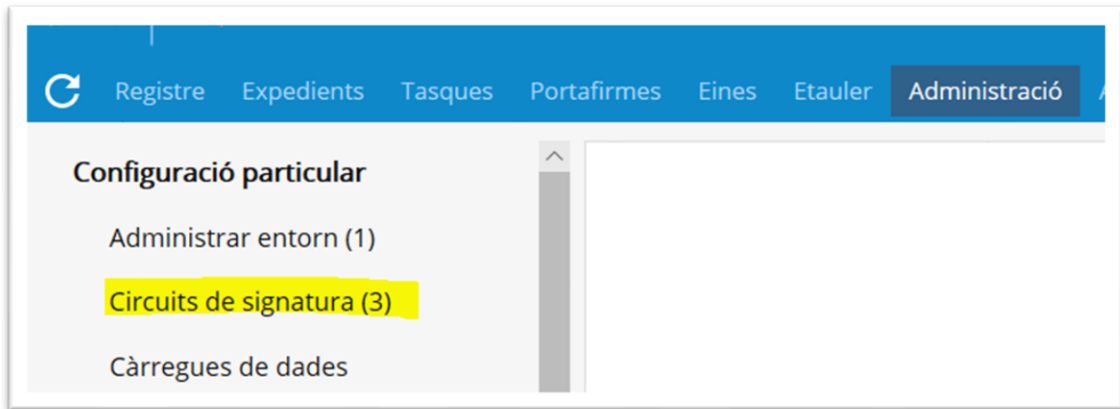 Registre Expedients Tasques Portafirmes Eines Etauler Administració
Configuració particular
Administrar entorn (1)
Circuits de signatura (3)
Càrregues de dades